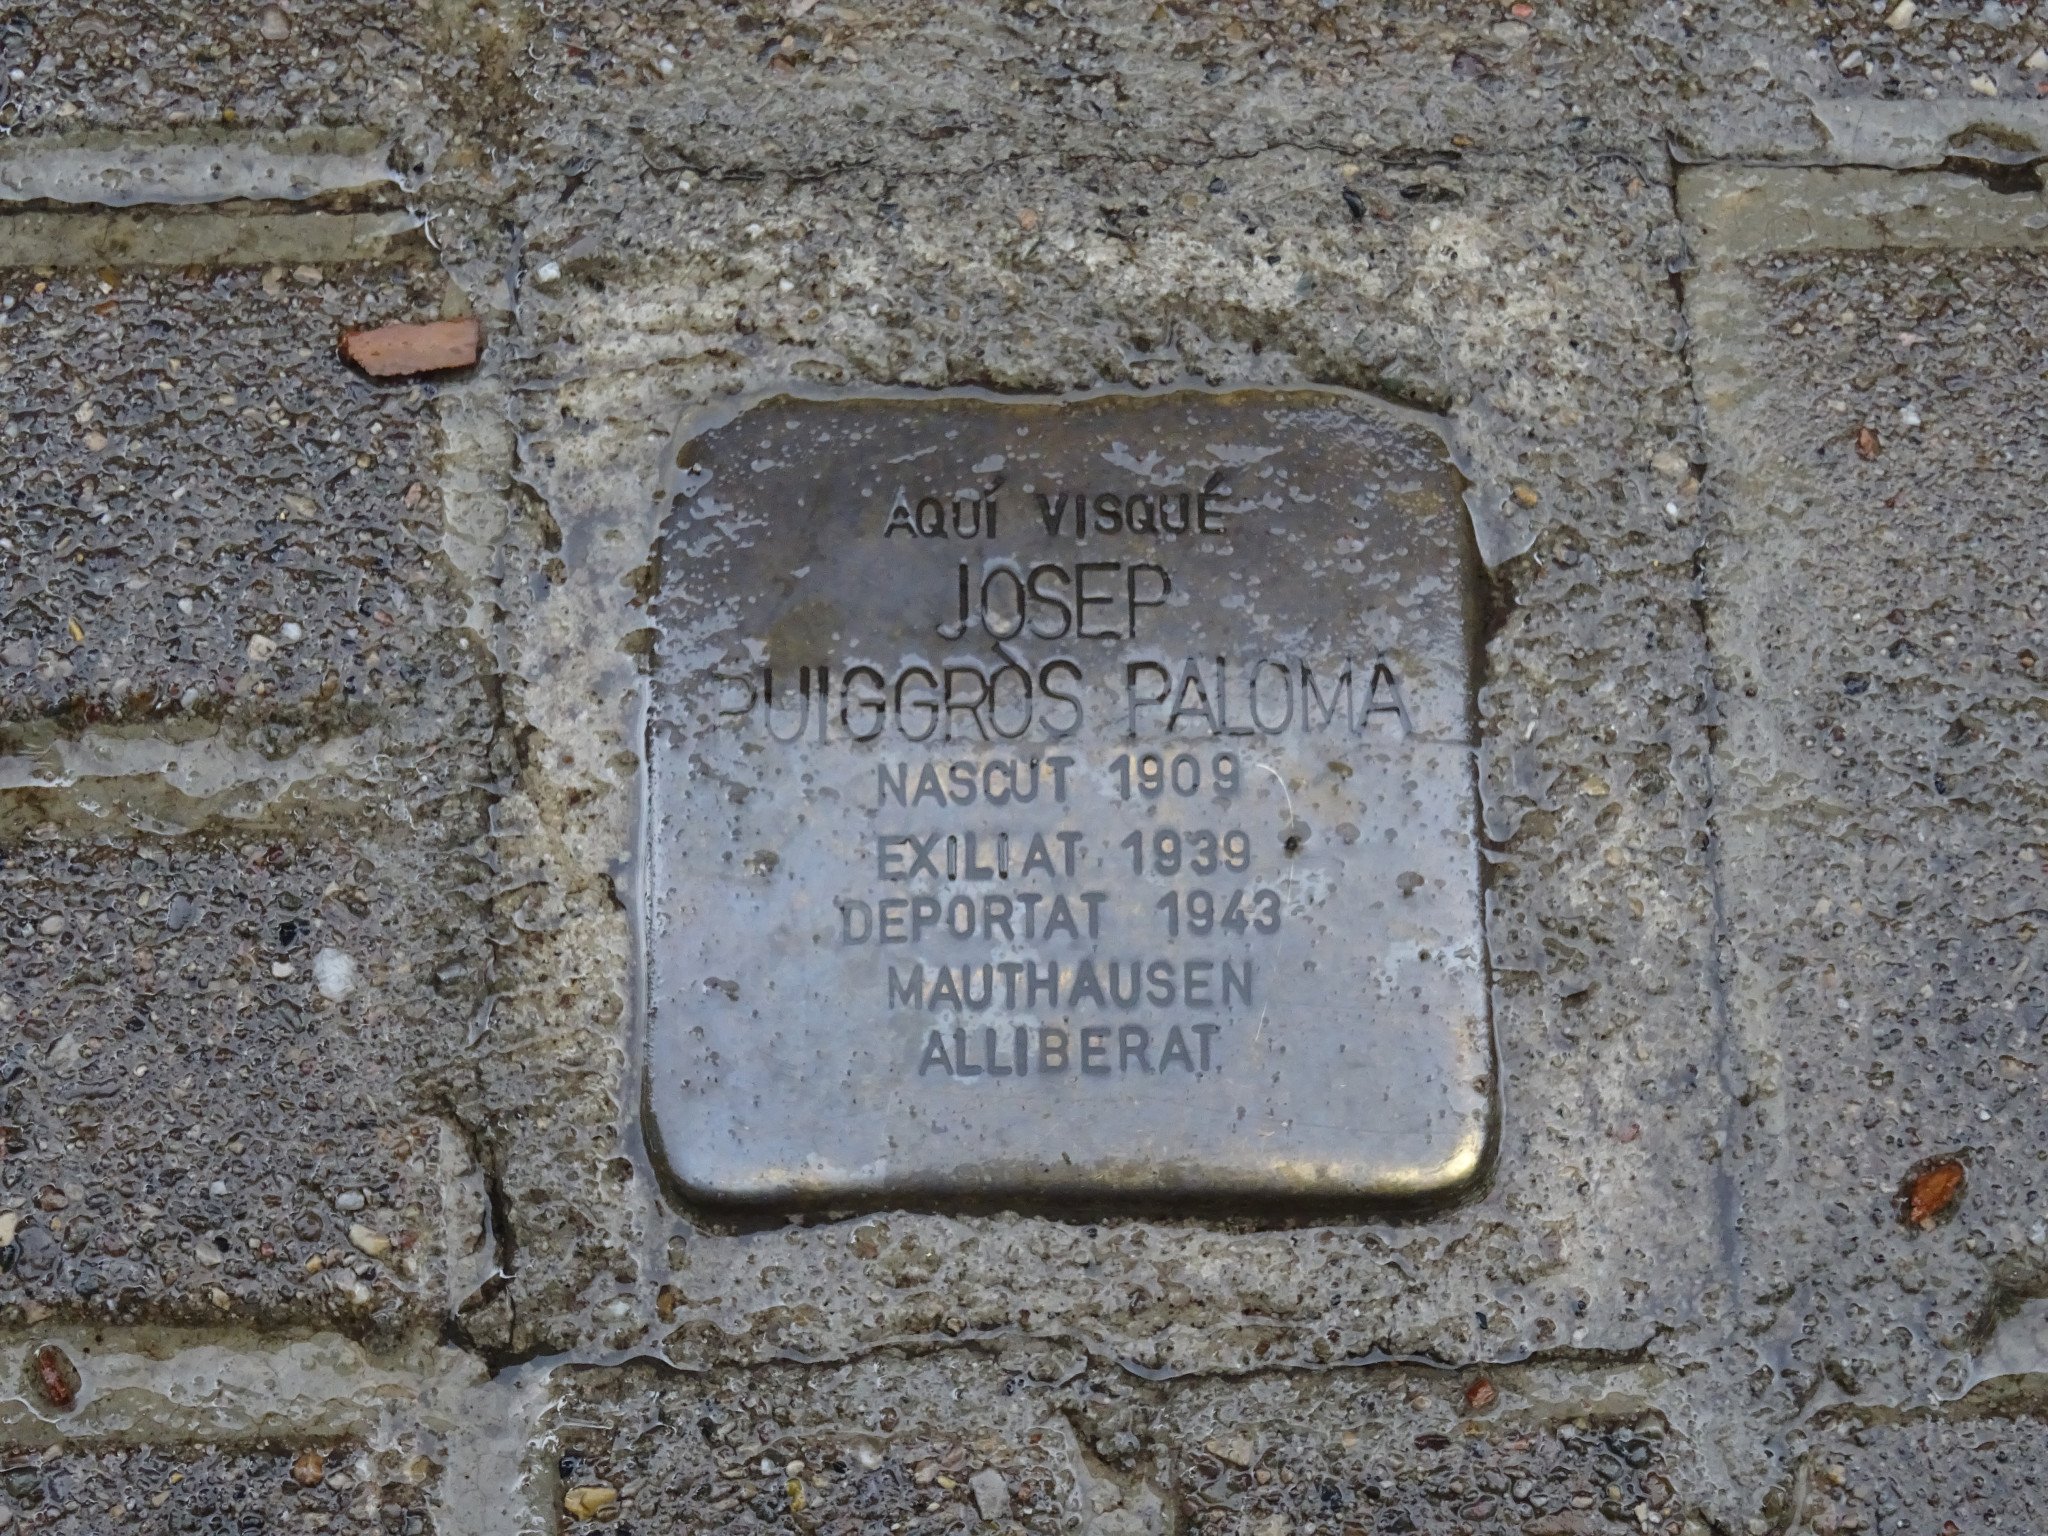 AQUÍ VISQUÉ
JOSEP
PUIGGRÒS PALOMA
NASCUT 1909
EXILIAT 1939
DEPORTAT 1943
MAUTHAUSEN
ALLIBERAT